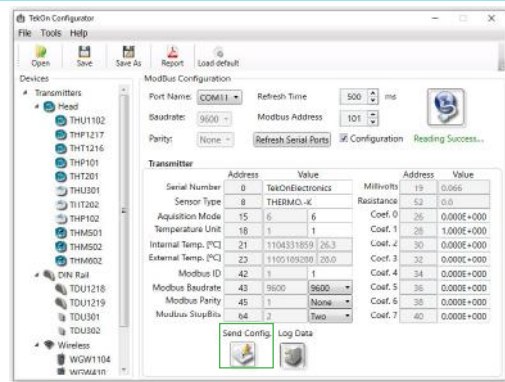 TekOn Configurator
File Tools Help
Open Save Save As Report Load default
Devices
Transmitters
Head
THU1102
THP1217
THT1216
THP101
THT201
THU301
THT202
THP102
THM501
THM502
THM602
DIN Rail
TDU1218
TDU1219
TDU301
TDU302
Wireless
WGW1104
WGW410
ModBus Configuration
Port Name: COM11 Refresh Time 500 ms
Baudrate: 9600 Modbus Address 101
Parity: None Refresh Serial Ports Configuration Reading Success...
Transmitter
Address Value Address Value
Serial Number 0 TekOnElectronics Millivolts 19 0.066
Sensor Type 8 THERMO.-K Resistance 52 0.0
Aquisition Mode 15 6 6 Coef. 0 26 0.000E+000
Temperature Unit 18 1 1 Coef. 1 28 1.000E+000
Internal Temp. [ºC] 21 1104331859 26.3 Coef. 2 30 0.000E+000
External Temp. [ºC] 23 1105189288 28.0 Coef. 3 32 0.000E+000
Modbus ID 42 1 1 Coef. 4 34 0.000E+000
Modbus Baudrate 43 9600 9600 Coef. 5 36 0.000E+000
Modbus Parity 45 1 None Coef. 6 38 0.000E+000
Modbus StopBits 64 2 Two Coef. 7 40 0.000E+000
Send Config. Log Data